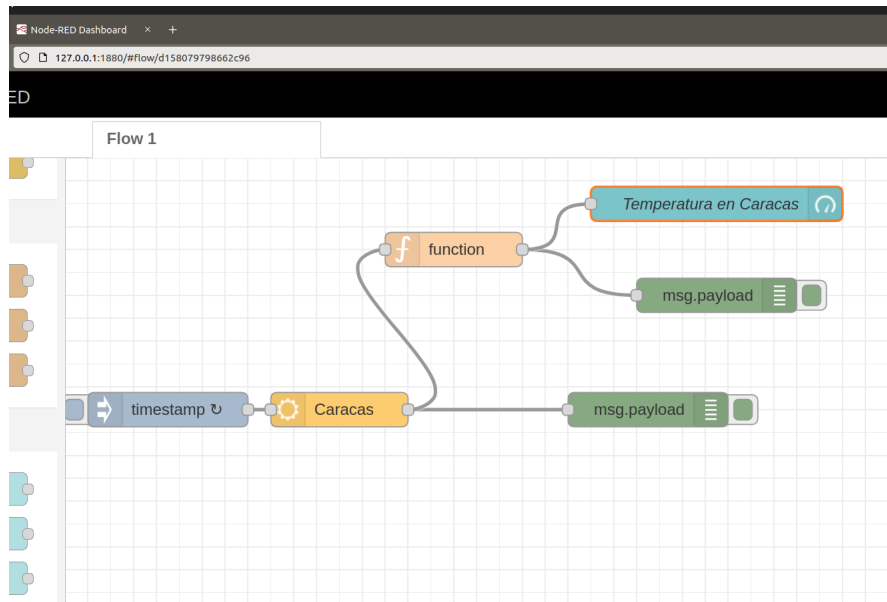 Node-RED Dashboard × +
127.0.0.1:1880/#flow/d158079798662c96
ED
Flow 1
Temperatura en Caracas
function
msg.payload
timestamp ↻
Caracas
msg.payload